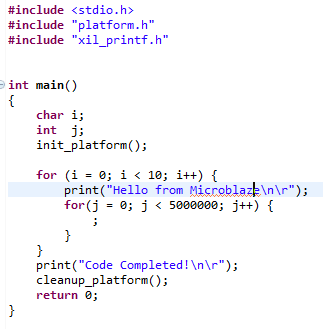 #include <stdio.h>
#include "platform.h"
#include "xil_printf.h"
int main()
{
char i;
int j;
init_platform();
for (i = 0; i < 10; i++) {
print("Hello from Microblaze\n\r");
for(j = 0; j < 5000000; j++) {
;
}
}
print("Code Completed!\n\r");
cleanup_platform();
return 0;
}